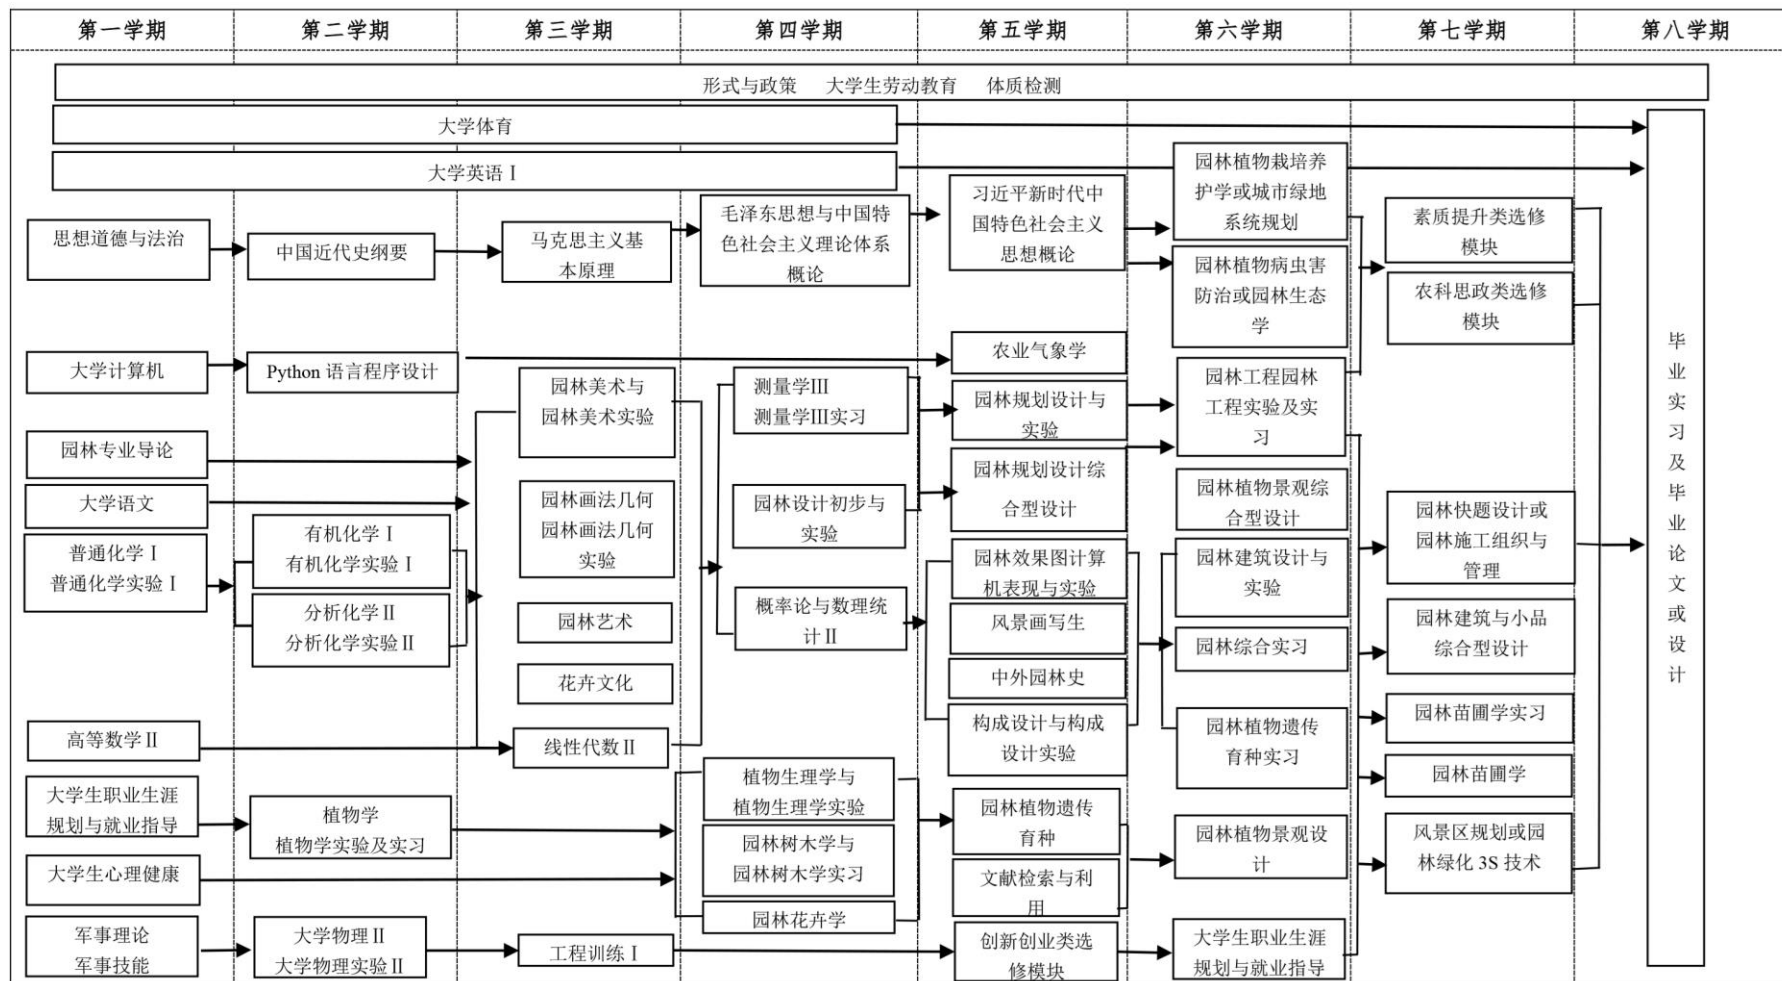 第一学期
第二学期
第三学期
第四学期
第五学期
第六学期
第七学期
第八学期
形式与政策 大学生劳动教育 体质检测
大学体育
大学英语Ⅰ
思想道德与法治
大学计算机
园林专业导论
大学语文
普通化学Ⅰ
普通化学实验Ⅰ
高等数学Ⅱ
大学生职业生涯
规划与就业指导
大学生心理健康
军事理论
军事技能
中国近代史纲要
Python 语言程序设计
有机化学Ⅰ
有机化学实验Ⅰ
分析化学Ⅱ
分析化学实验Ⅱ
植物学
植物学实验及实习
大学物理Ⅱ
大学物理实验Ⅱ
马克思主义基
本原理
园林美术与
园林美术实验
园林画法几何
园林画法几何
实验
园林艺术
花卉文化
线性代数Ⅱ
工程训练Ⅰ
毛泽东思想与中国特
色社会主义理论体系
概论
测量学Ⅲ
测量学Ⅲ实习
园林设计初步与
实验
概率论与数理统
计Ⅱ
植物生理学与
植物生理学实验
园林树木学与
园林树木学实习
园林花卉学
习近平新时代中
国特色社会主义
思想概论
农业气象学
园林规划设计与
实验
园林规划设计综
合型设计
园林效果图计算
机表现与实验
风景画写生
中外园林史
构成设计与构成
设计实验
园林植物遗传
育种
文献检索与利
用
创新创业类选
修模块
园林植物栽培养
护学或城市绿地
系统规划
园林植物病虫害
防治或园林生态
学
园林工程园林
工程实验及实
习
园林植物景观综
合型设计
园林建筑设计与
实验
园林综合实习
园林植物遗传
育种实习
园林植物景观设
计
大学生职业生涯
规划与就业指导
素质提升类选修
模块
农科思政类选修
模块
园林快题设计或
园林施工组织与
管理
园林建筑与小品
综合型设计
园林苗圃学实习
园林苗圃学
风景区规划或园
林绿化 3S 技术
毕业实习及毕业论文或设计